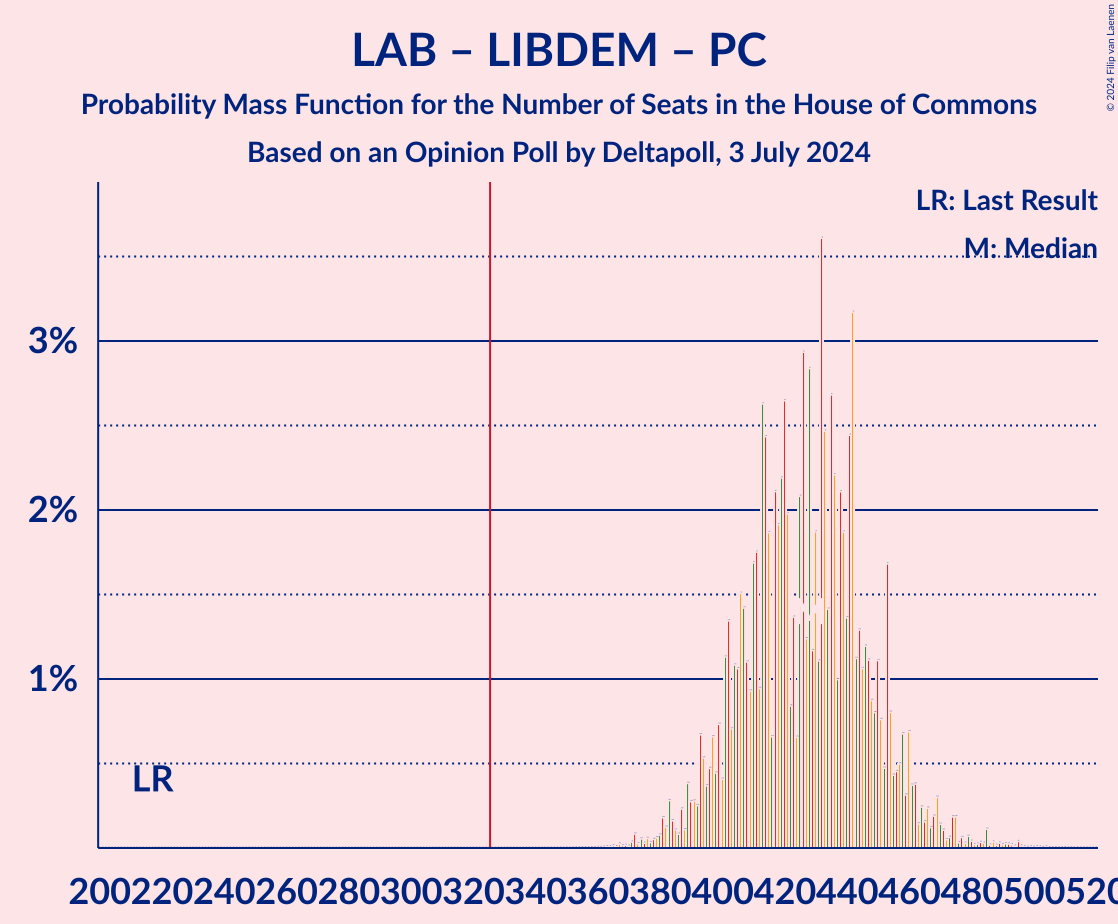 LAB – LIBDEM – PC
Probability Mass Function for the Number of Seats in the House of Commons
Based on an Opinion Poll by Deltapoll, 3 July 2024
© 2024 Filip van Laenen
LR: Last Result
M: Median
3%
2%
1%
LR
200220240260280300320340360380400420440460480500520